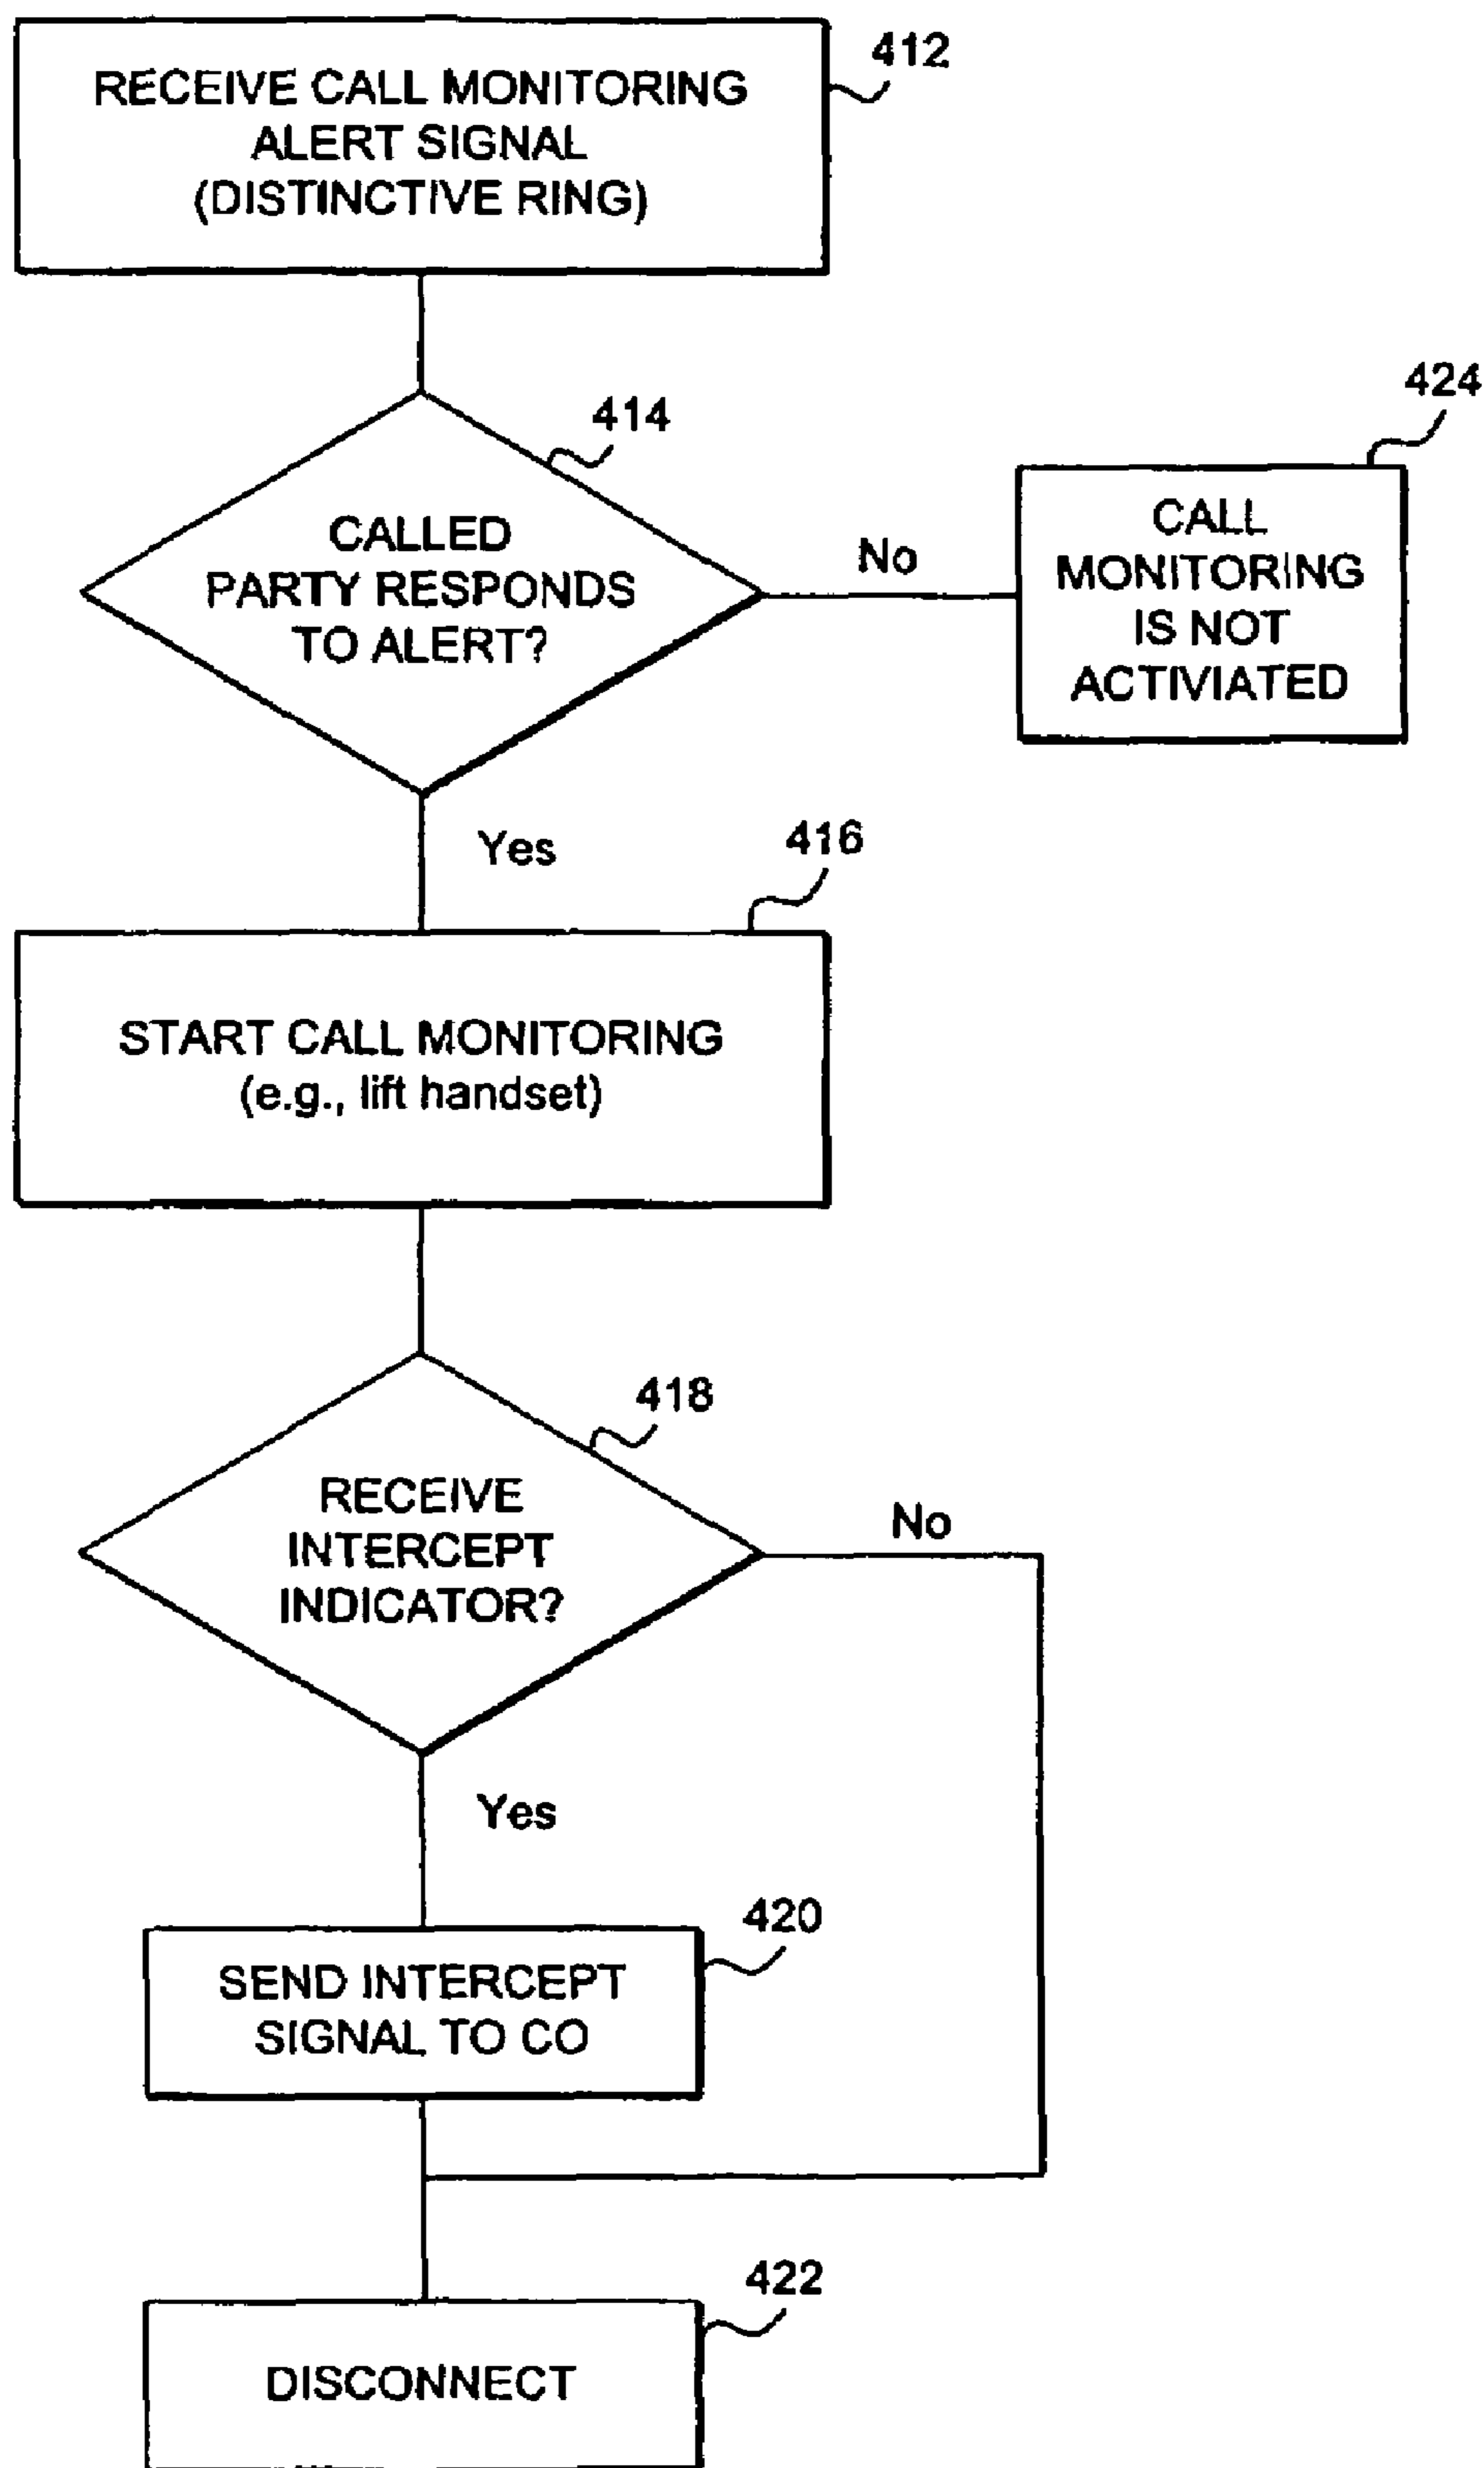 RECEIVE CALL MONITORING
ALERT SIGNAL
(DISTINCTIVE RING)
412
414
CALLED
PARTY RESPONDS
TO ALERT?
No
424
CALL
MONITORING
IS NOT
ACTIVIATED
Yes
416
START CALL MONITORING
(e.g., lift handset)
418
RECEIVE
INTERCEPT
INDICATOR?
No
Yes
420
SEND INTERCEPT
SIGNAL TO CO
422
DISCONNECT